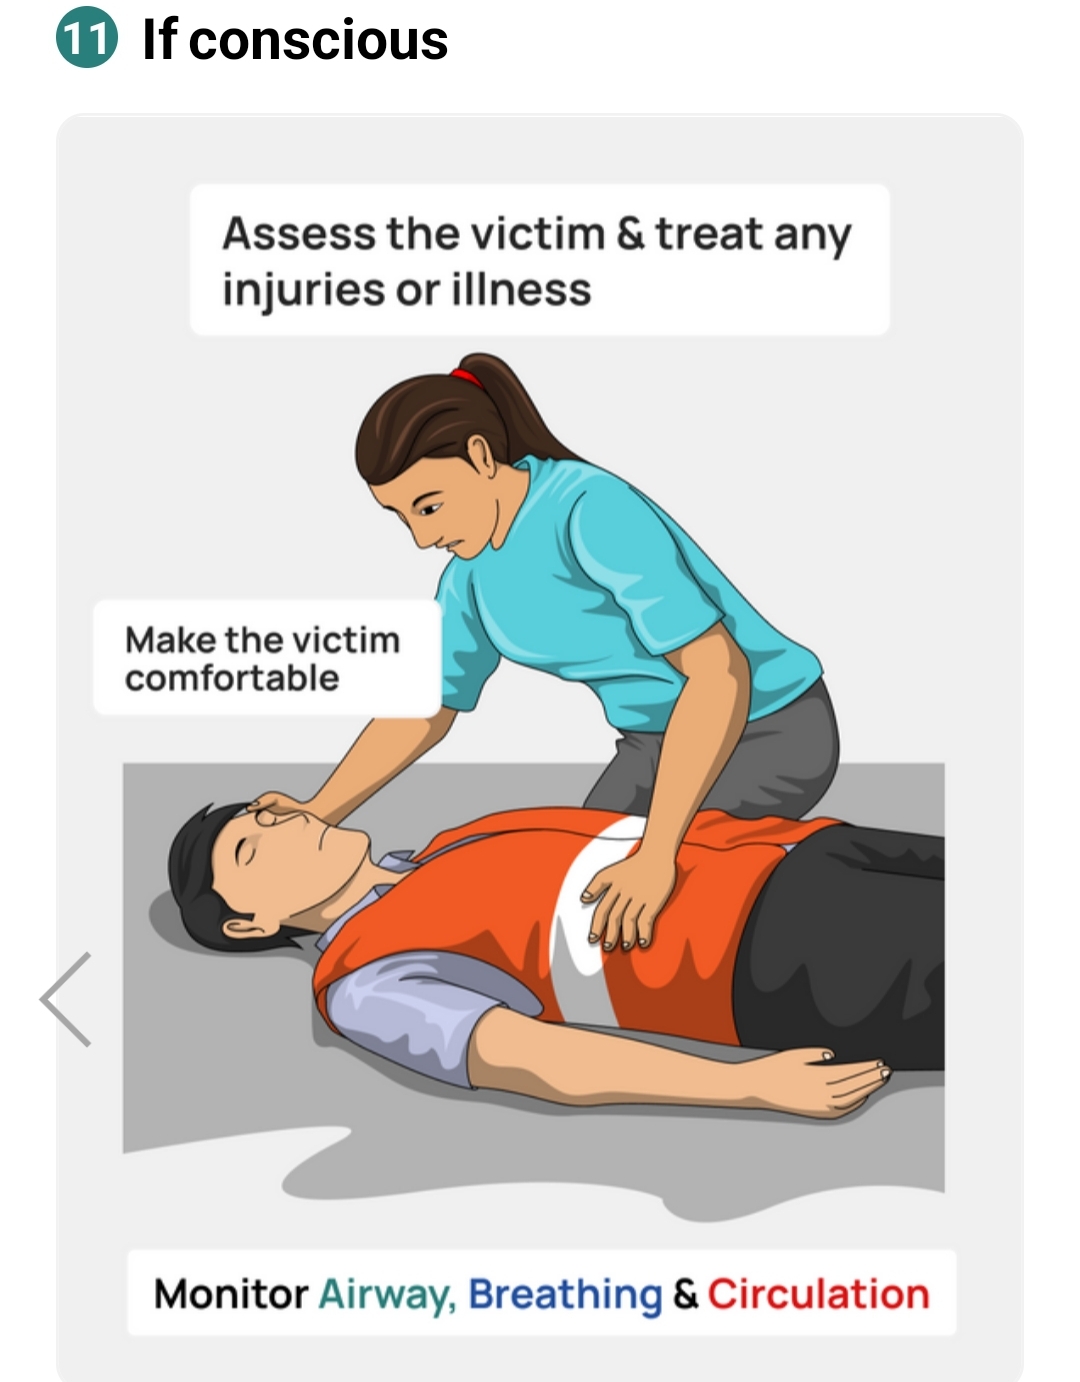 11 If conscious
Assess the victim & treat any
injuries or illness
Make the victim
comfortable
Monitor Airway, Breathing & Circulation